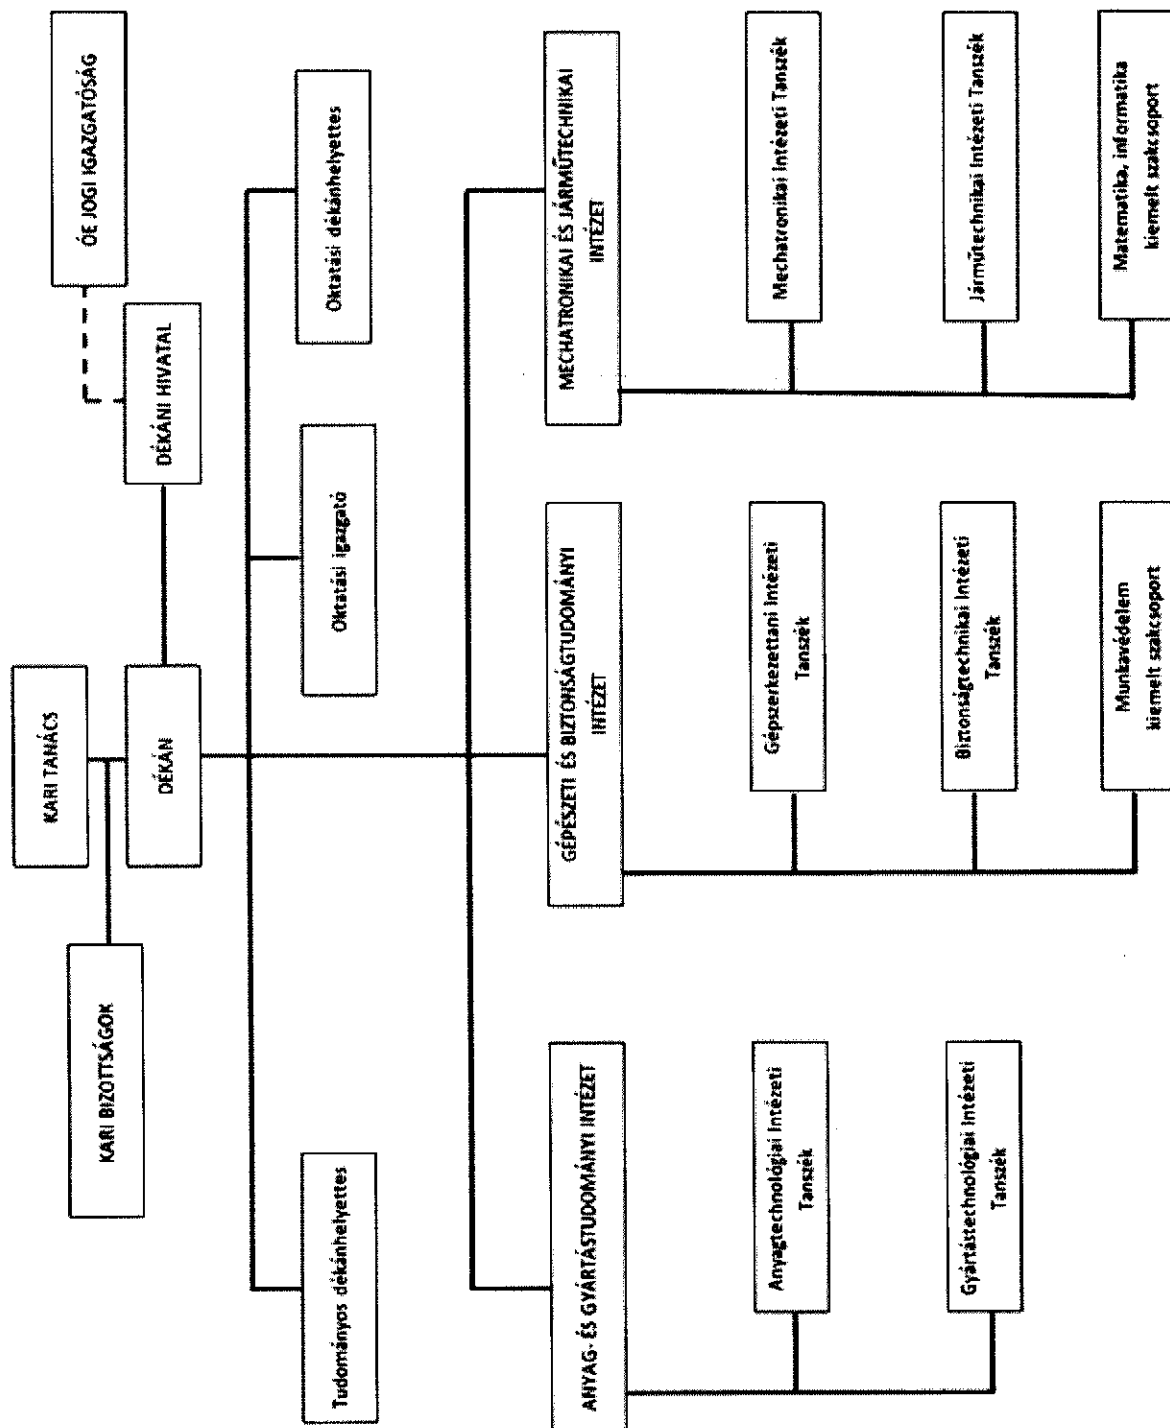 KARI TANÁCS
KARI BIZOTTSÁGOK
DÉKÁN
DÉKÁNI HIVATAL
ÓE JOGI IGAZGATÓSÁG
Tudományos dékánhelyettes
Oktatási igazgató
Oktatási dékánhelyettes
ANYAG- ÉS GYÁRTÁSTUDOMÁNYI INTÉZET
Anyagtechnológiai Intézeti
Tanszék
Gyártástechnológiai Intézeti
Tanszék
GÉPÉSZETI ÉS BIZTONSÁGTUDOMÁNYI
INTÉZET
Gépszerkezettani Intézeti
Tanszék
Biztonságtechnikai Intézeti
Tanszék
Munkavédelem
kiemelt szakcsoport
MECHATRONIKAI ÉS JÁRMŰTECHNIKAI
INTÉZET
Mechatronikai Intézeti Tanszék
Járműtechnikai Intézeti Tanszék
Matematika, informatika
kiemelt szakcsoport